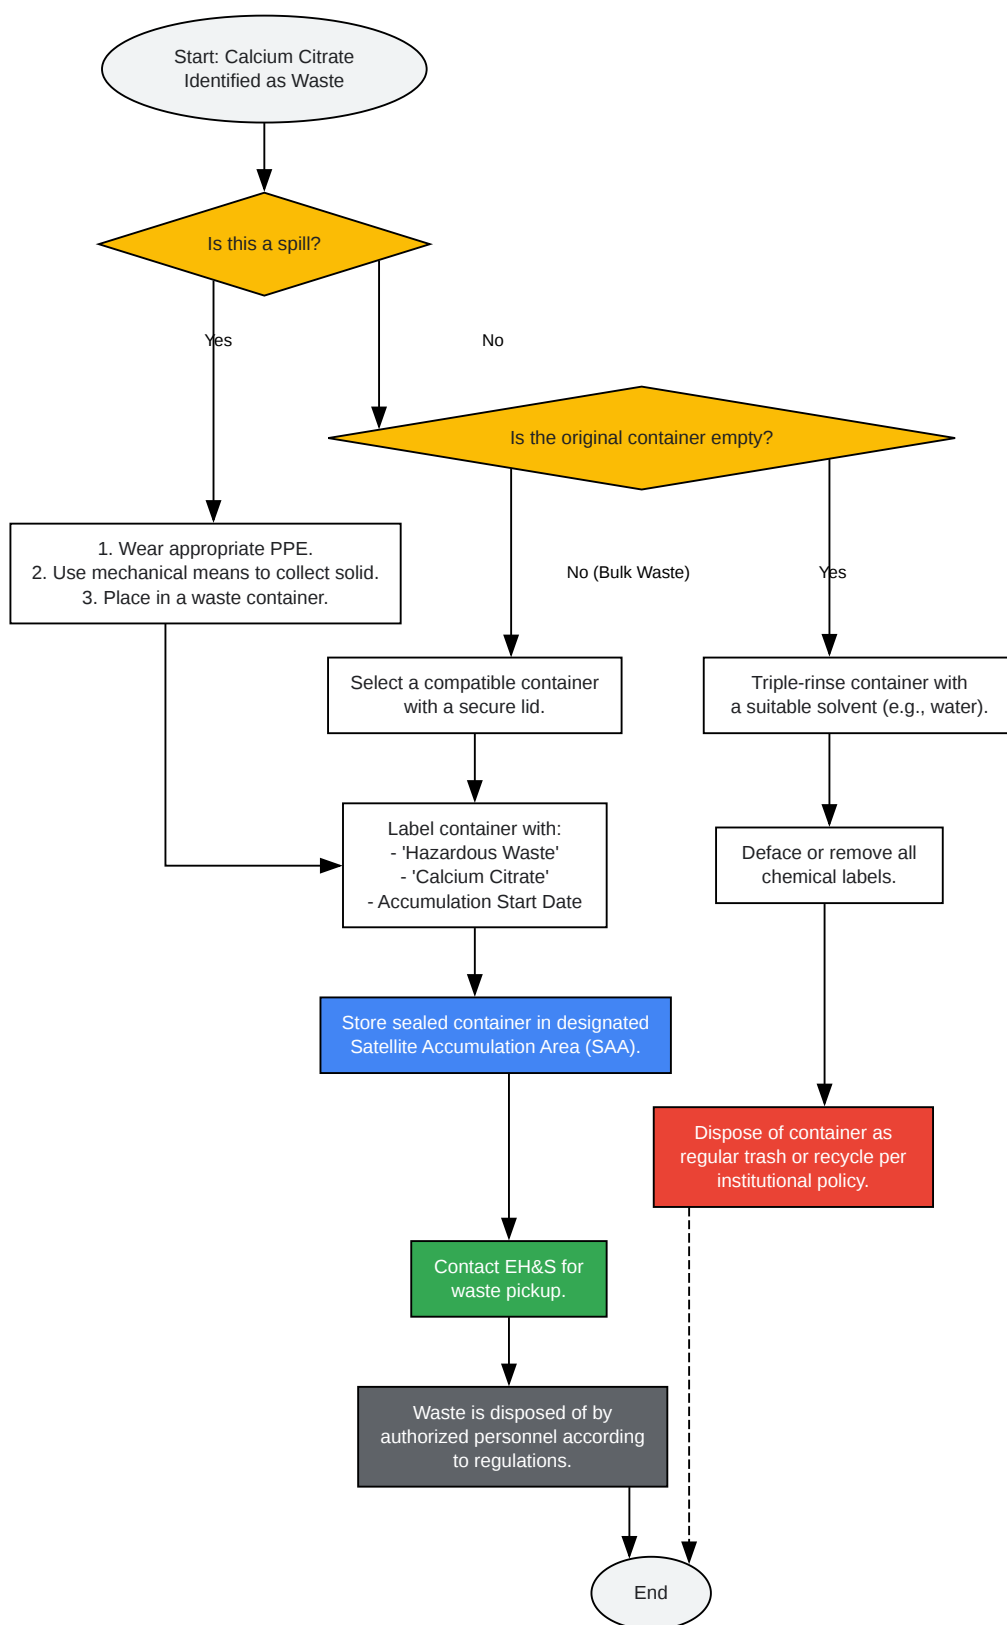 Start: Calcium Citrate
Identified as Waste
Is this a spill?
Yes
No
Is the original container empty?
1. Wear appropriate PPE.
2. Use mechanical means to collect solid.
3. Place in a waste container.
No (Bulk Waste)
Yes
Select a compatible container
with a secure lid.
Triple-rinse container with
a suitable solvent (e.g., water).
Label container with:
- 'Hazardous Waste'
- 'Calcium Citrate'
- Accumulation Start Date
Deface or remove all
chemical labels.
Store sealed container in designated
Satellite Accumulation Area (SAA).
Dispose of container as
regular trash or recycle per
institutional policy.
Contact EH&S for
waste pickup.
Waste is disposed of by
authorized personnel according
to regulations.
End